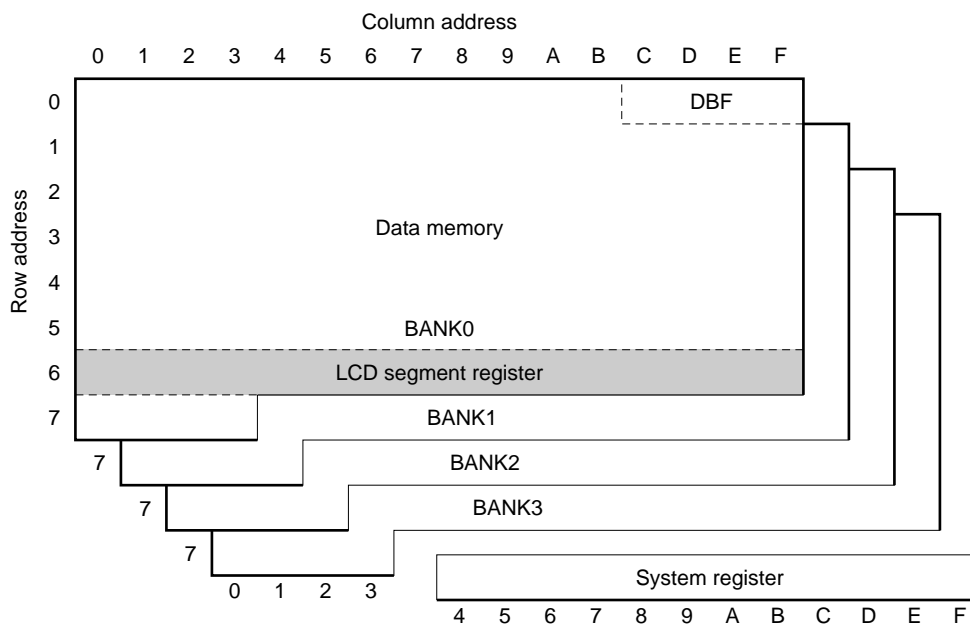 Column address
0 1 2 3 4 5 6 7 8 9 A B C D E F
Row address
0
DBF
1
2
3
Data memory
4
5
BANK0
6
LCD segment register
7
BANK1
7
BANK2
7
BANK3
7
0 1 2 3
System register
4 5 6 7 8 9 A B C D E F